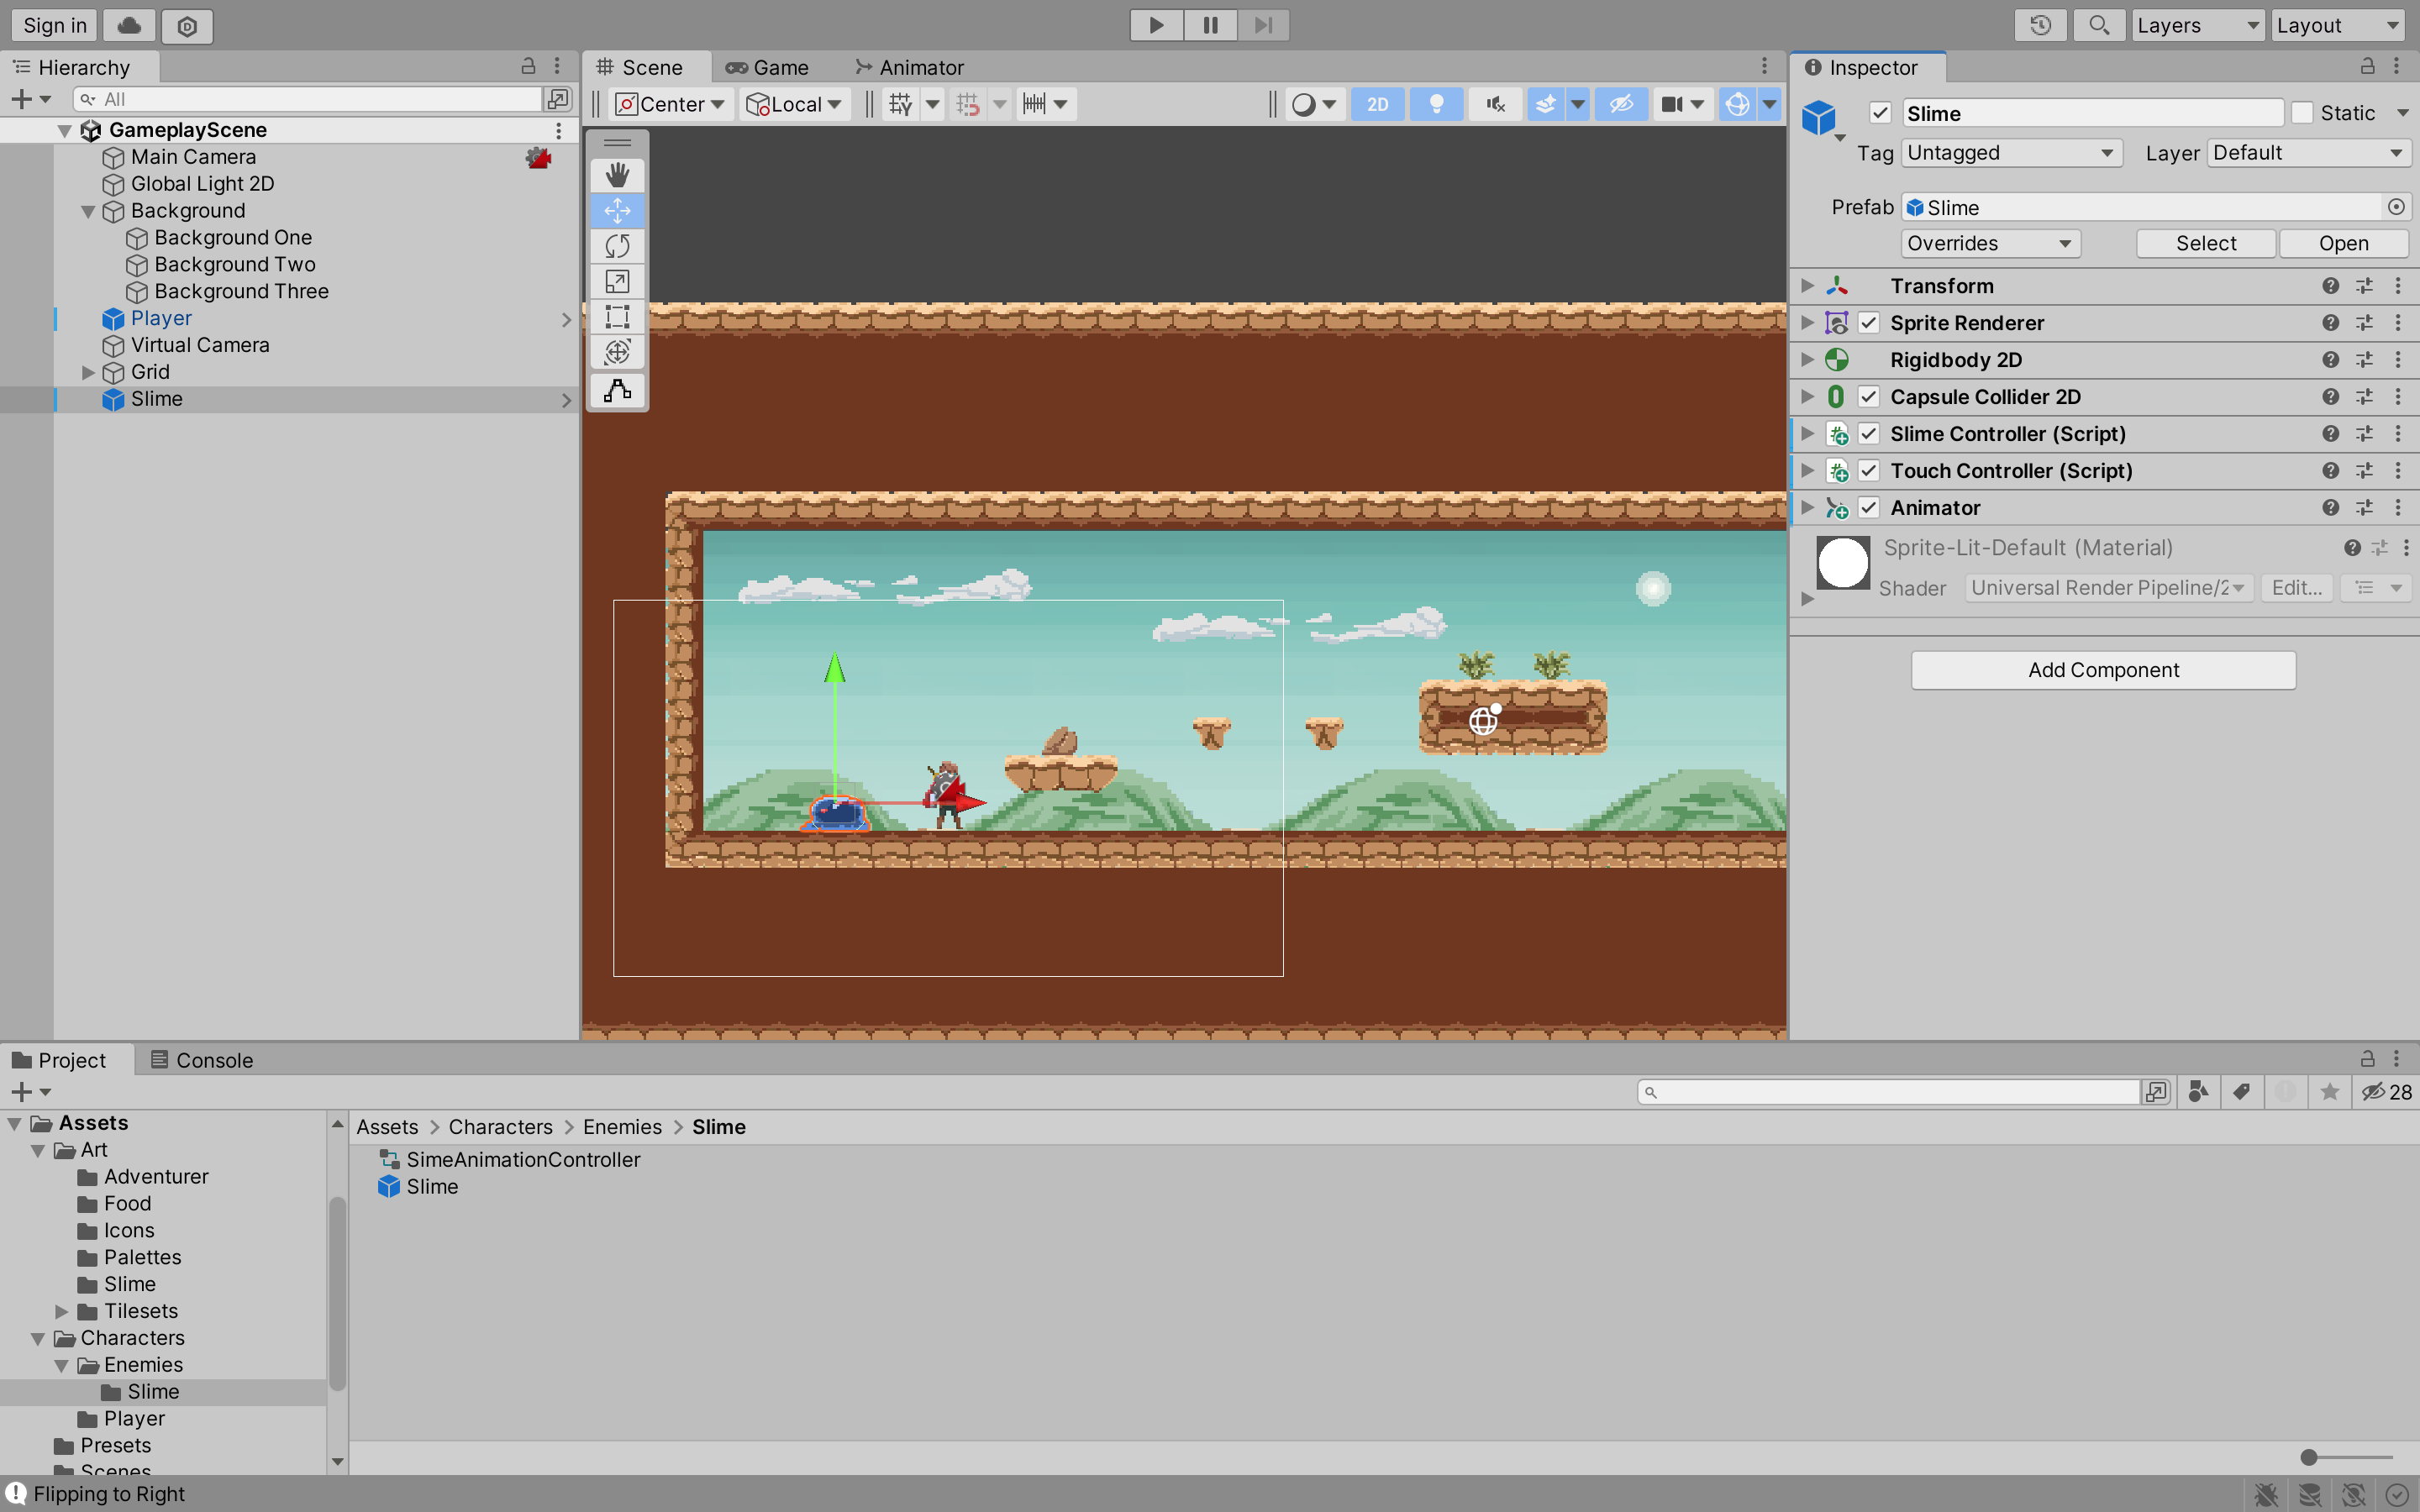 Sign in
Layers
Layout
Hierarchy
All
GameplayScene
Main Camera
Global Light 2D
Background
Background One
Background Two
Background Three
Player
Virtual Camera
Grid
Slime
Scene
Game
Animator
Center
Local
2D
Inspector
Slime
Static
Tag
Untagged
Layer
Default
Prefab
Slime
Overrides
Select
Open
Transform
Sprite Renderer
Rigidbody 2D
Capsule Collider 2D
Slime Controller (Script)
Touch Controller (Script)
Animator
Sprite-Lit-Default (Material)
Shader
Universal Render Pipeline/2
Edit...
Add Component
Project
Console
28
Assets
Art
Adventurer
Food
Icons
Palettes
Slime
Tilesets
Characters
Enemies
Slime
Player
Presets
Scenes
Assets > Characters > Enemies > Slime
SimeAnimationController
Slime
Flipping to Right